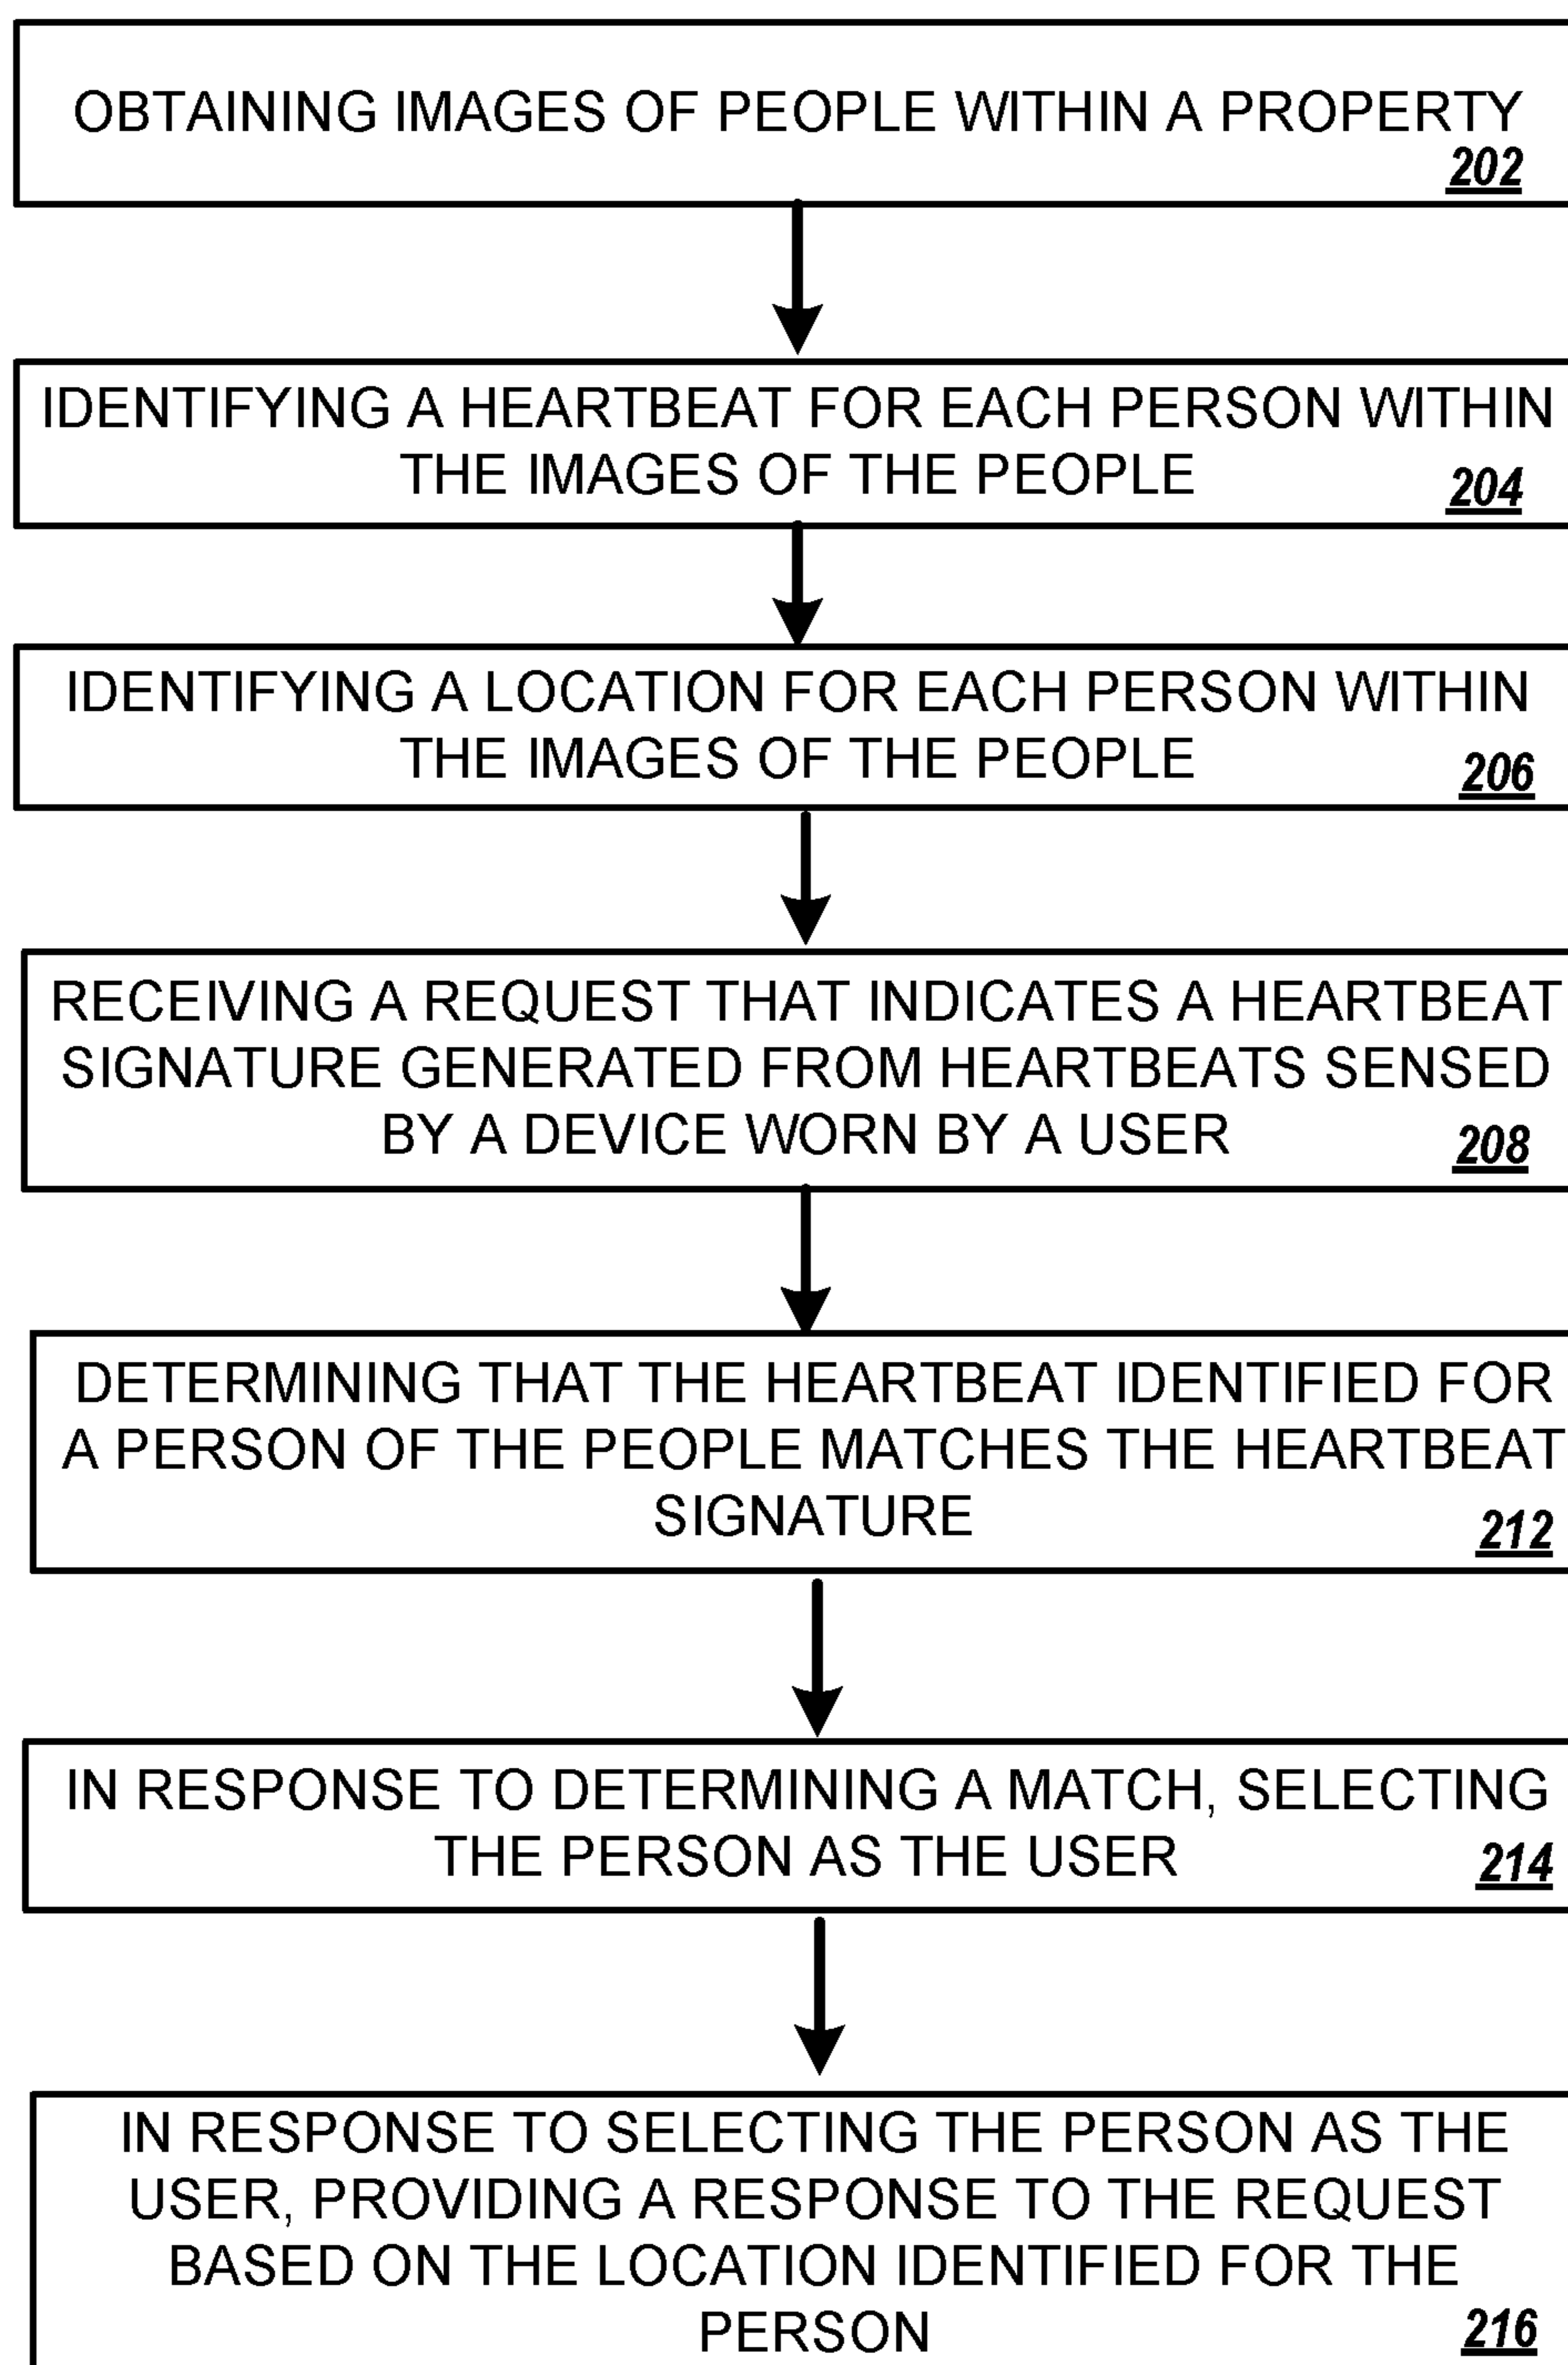 OBTAINING IMAGES OF PEOPLE WITHIN A PROPERTY
202
IDENTIFYING A HEARTBEAT FOR EACH PERSON WITHIN
THE IMAGES OF THE PEOPLE
204
IDENTIFYING A LOCATION FOR EACH PERSON WITHIN
THE IMAGES OF THE PEOPLE
206
RECEIVING A REQUEST THAT INDICATES A HEARTBEAT
SIGNATURE GENERATED FROM HEARTBEATS SENSED
BY A DEVICE WORN BY A USER
208
DETERMINING THAT THE HEARTBEAT IDENTIFIED FOR
A PERSON OF THE PEOPLE MATCHES THE HEARTBEAT
SIGNATURE
212
IN RESPONSE TO DETERMINING A MATCH, SELECTING
THE PERSON AS THE USER
214
IN RESPONSE TO SELECTING THE PERSON AS THE
USER, PROVIDING A RESPONSE TO THE REQUEST
BASED ON THE LOCATION IDENTIFIED FOR THE
PERSON
216